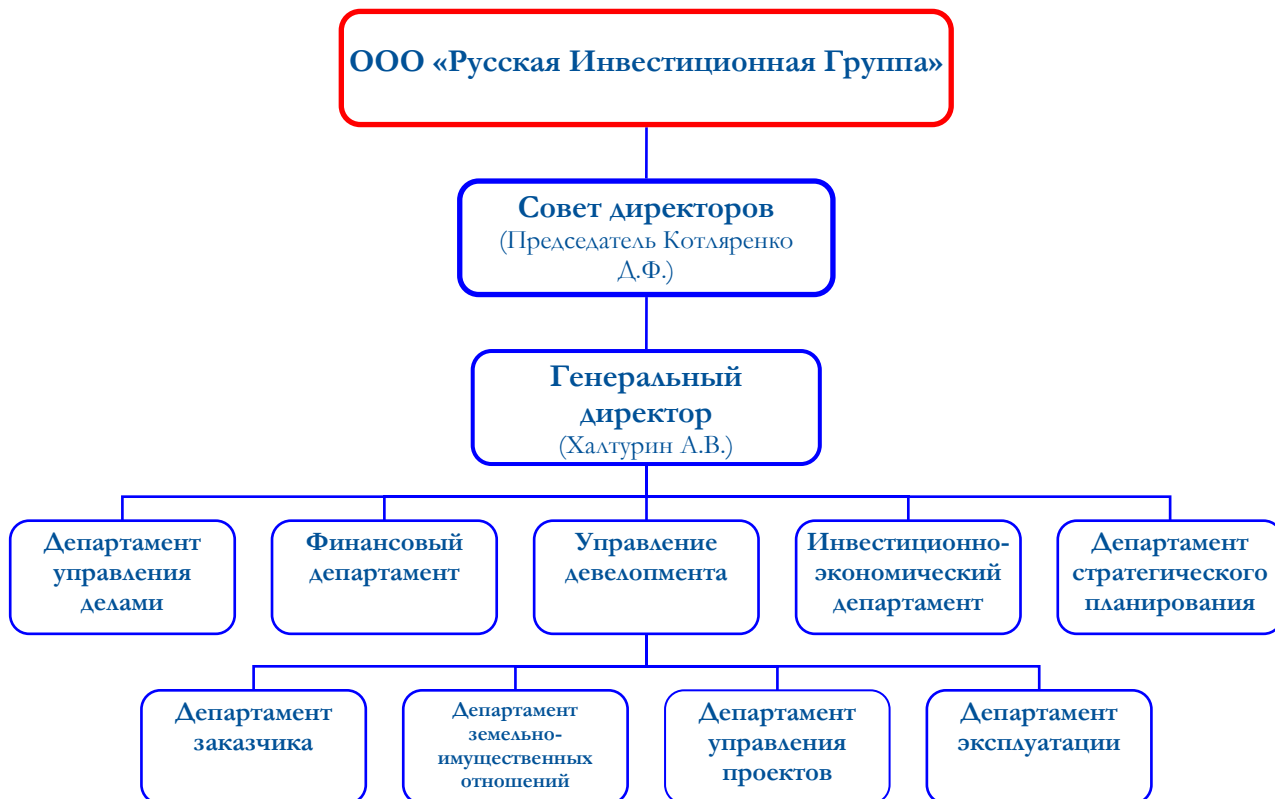 ООО «Русская Инвестиционная Группа»
Совет директоров
(Председатель Котляренко
Д.Ф.)
Генеральный
директор
(Халтурин А.В.)
Департамент
управления
делами
Финансовый
департамент
Управление
девелопмента
Инвестиционно-
экономический
департамент
Департамент
стратегического
планирования
Департамент
заказчика
Департамент
земельно-
имущественных
отношений
Департамент
управления
проектов
Департамент
эксплуатации